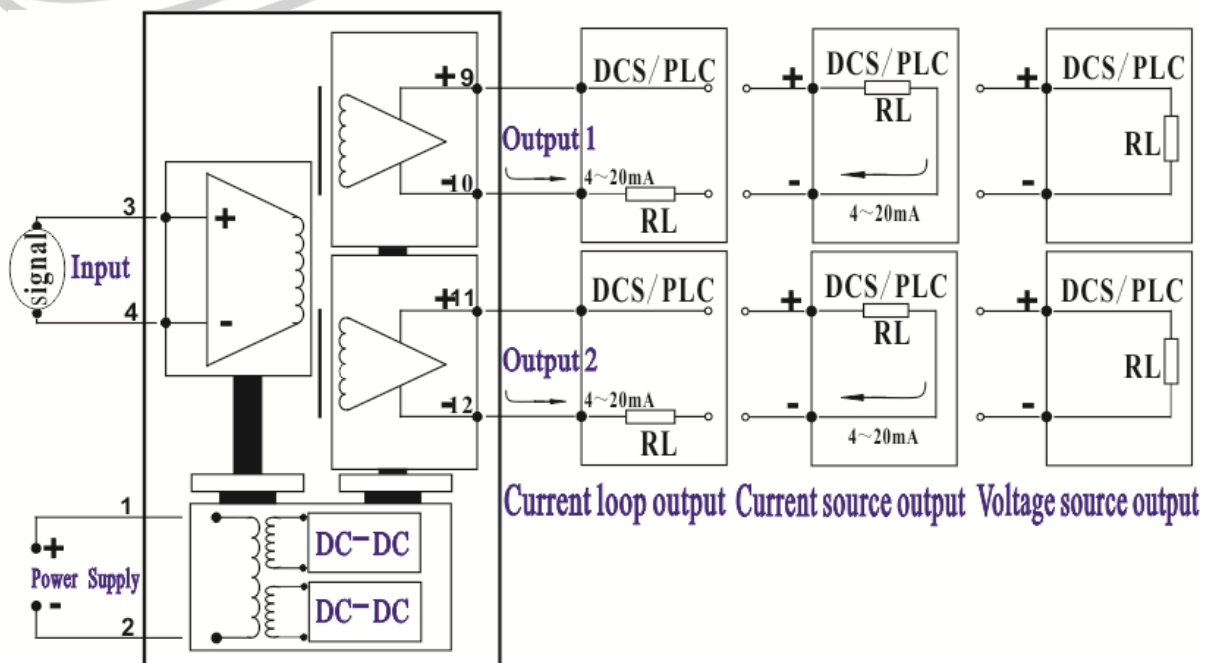 +9
DCS/PLC
+
DCS/PLC
RL
+
DCS/PLC
Output 1
RL
-10
4~20mA
RL
-
4~20mA
-
3
+
signal
Input
4
-
+11
DCS/PLC
+
DCS/PLC
RL
+
DCS/PLC
Output 2
RL
-12
4~20mA
RL
-
4~20mA
-
Current loop output
Current source output
Voltage source output
1
+
Power Supply
-
2
DC-DC
DC-DC